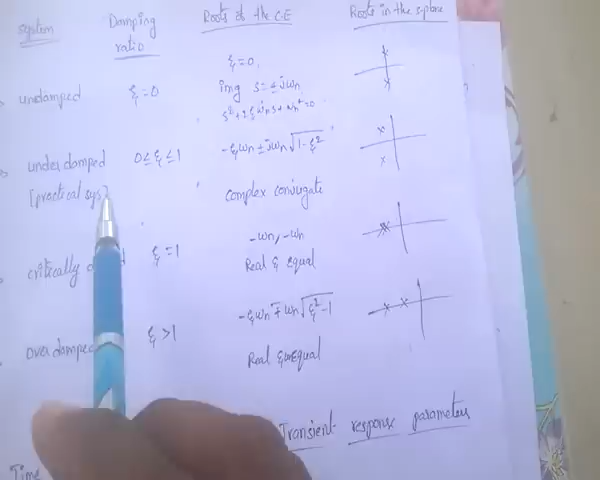 system Damping ratio Roots of the C.E Roots in the s plane
undamped ξ=0 ξ=0,
img s=±jωn
s²+2ξωns+ωn²=0
underdamped 0≤ξ≤1 -ξωn±jωn√1-ξ²
[practical sys] complex conjugate
critically ξ=1 -ωn,-ωn
Real & Equal
overdamped ξ>1 -ξωn∓ωn√ξ²-1
Real & unequal
Transient response parameters
Time